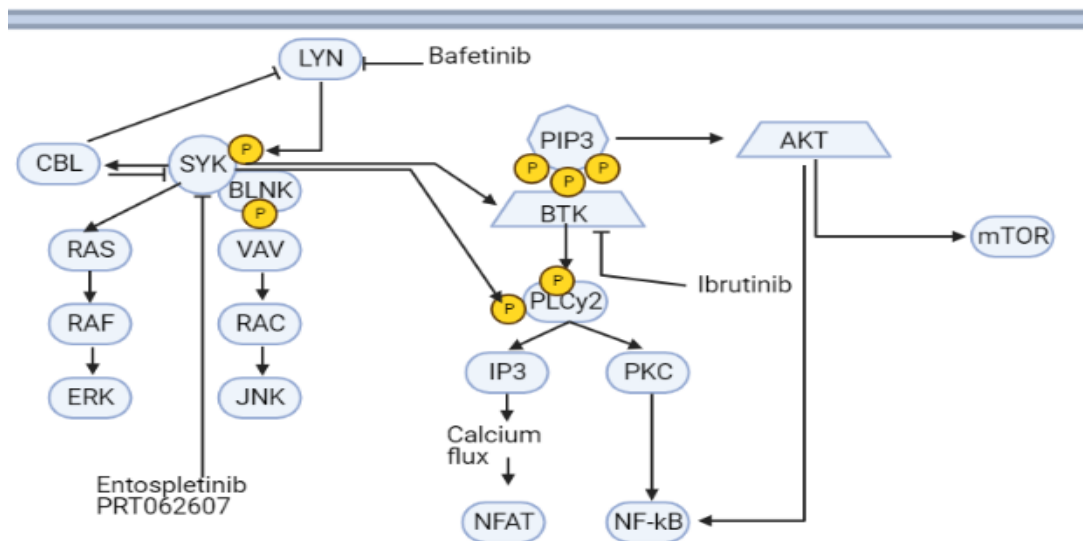 LYN
Bafetinib
CBL
SYK
P
PIP3
P
P
P
AKT
BLNK
P
BTK
RAS
VAV
mTOR
P
Ibrutinib
P
PLCy2
RAF
RAC
IP3
PKC
ERK
JNK
Calcium
flux
Entospletinib
PRT062607
NFAT
NF-kB